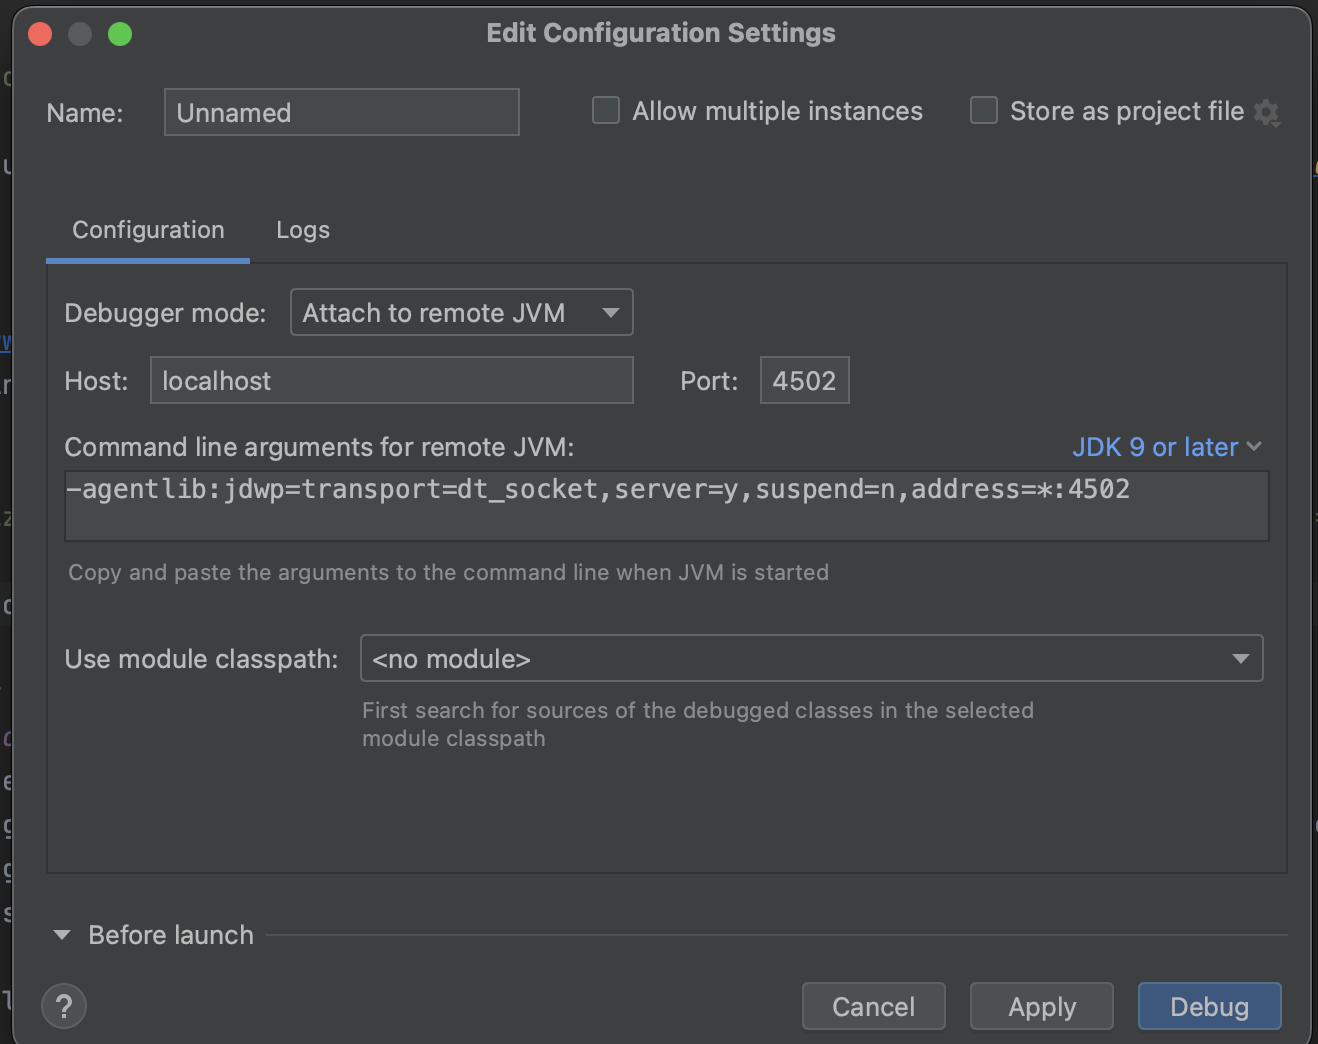 Edit Configuration Settings
Name: Unnamed Allow multiple instances Store as project file
Configuration Logs
Debugger mode: Attach to remote JVM
Host: localhost Port: 4502
Command line arguments for remote JVM: JDK 9 or later
-agentlib:jdwp=transport=dt_socket,server=y,suspend=n,address=*:4502
Copy and paste the arguments to the command line when JVM is started
Use module classpath: <no module>
First search for sources of the debugged classes in the selected
module classpath
Before launch
? Cancel Apply Debug